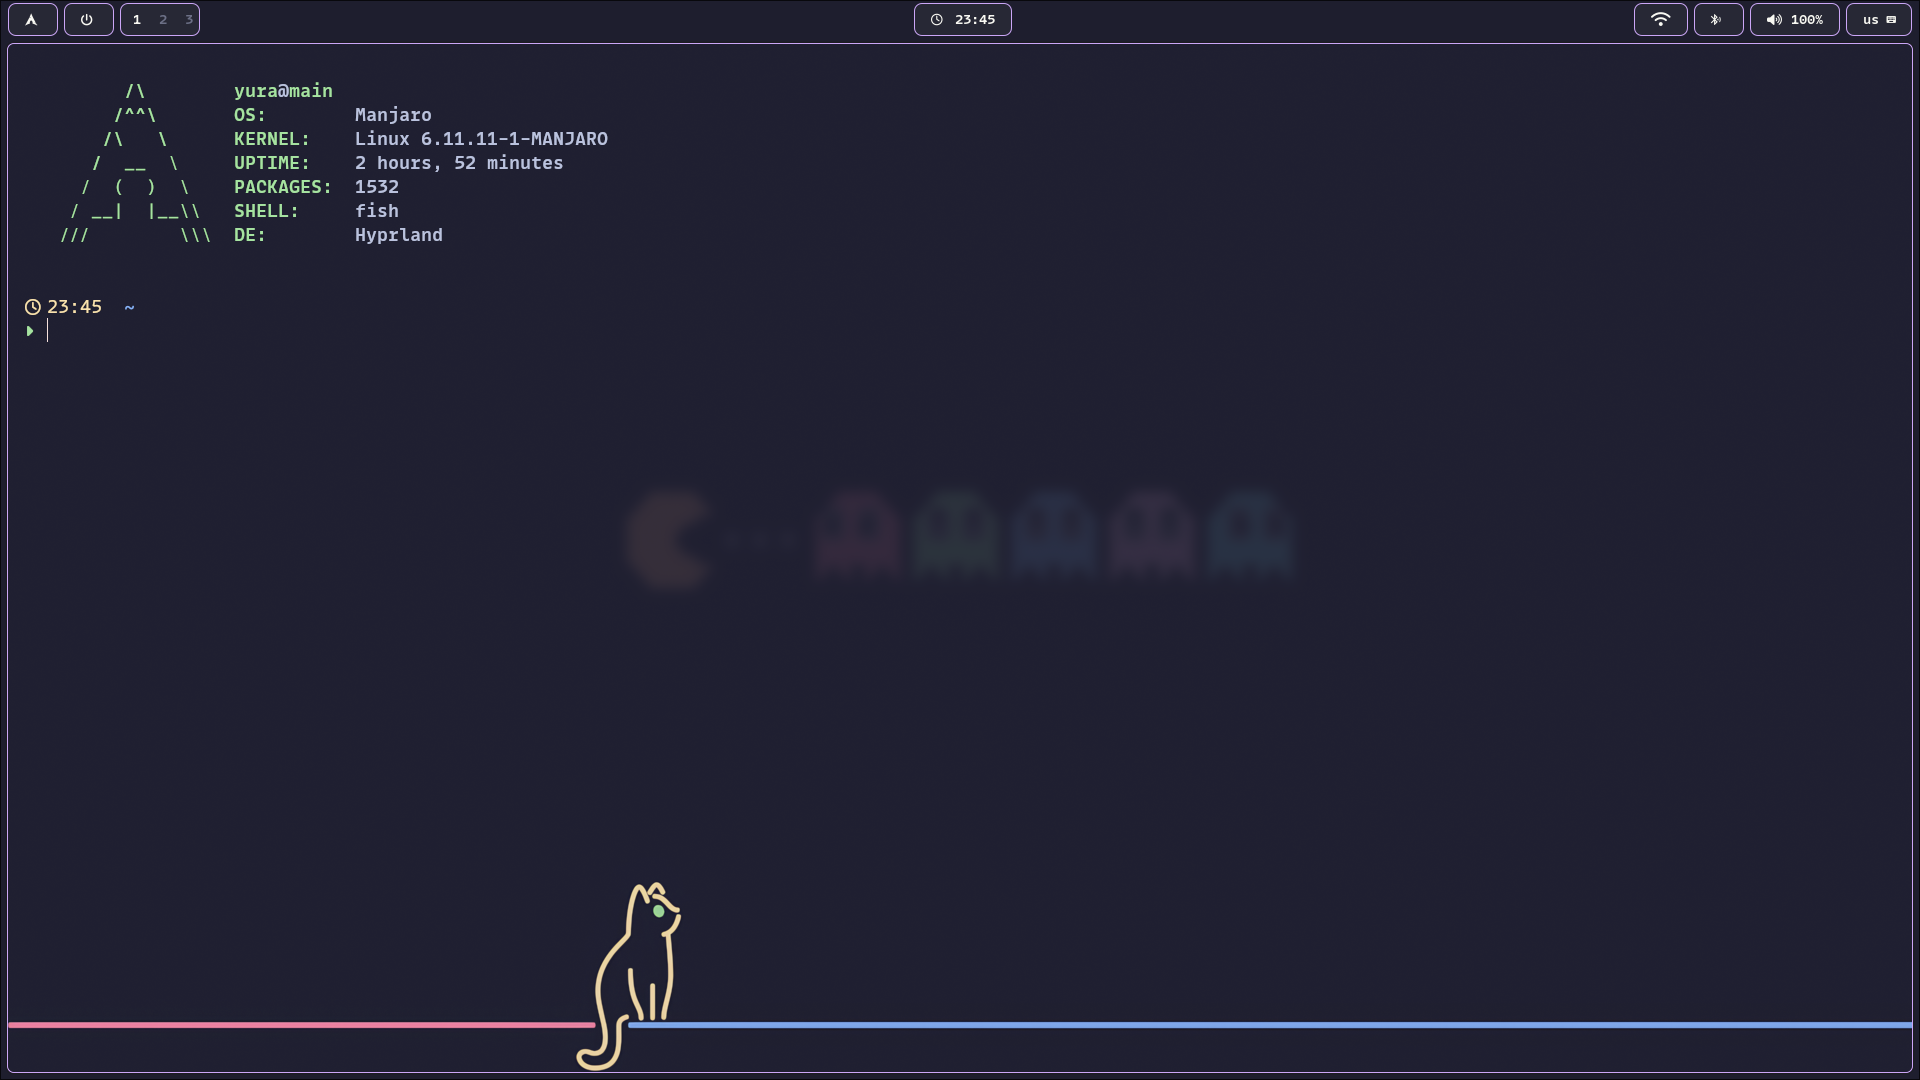 1 2 3
23:45
100%
us
yura@main
OS: Manjaro
KERNEL: Linux 6.11.11-1-MANJARO
UPTIME: 2 hours, 52 minutes
PACKAGES: 1532
SHELL: fish
DE: Hyprland
23:45 ~